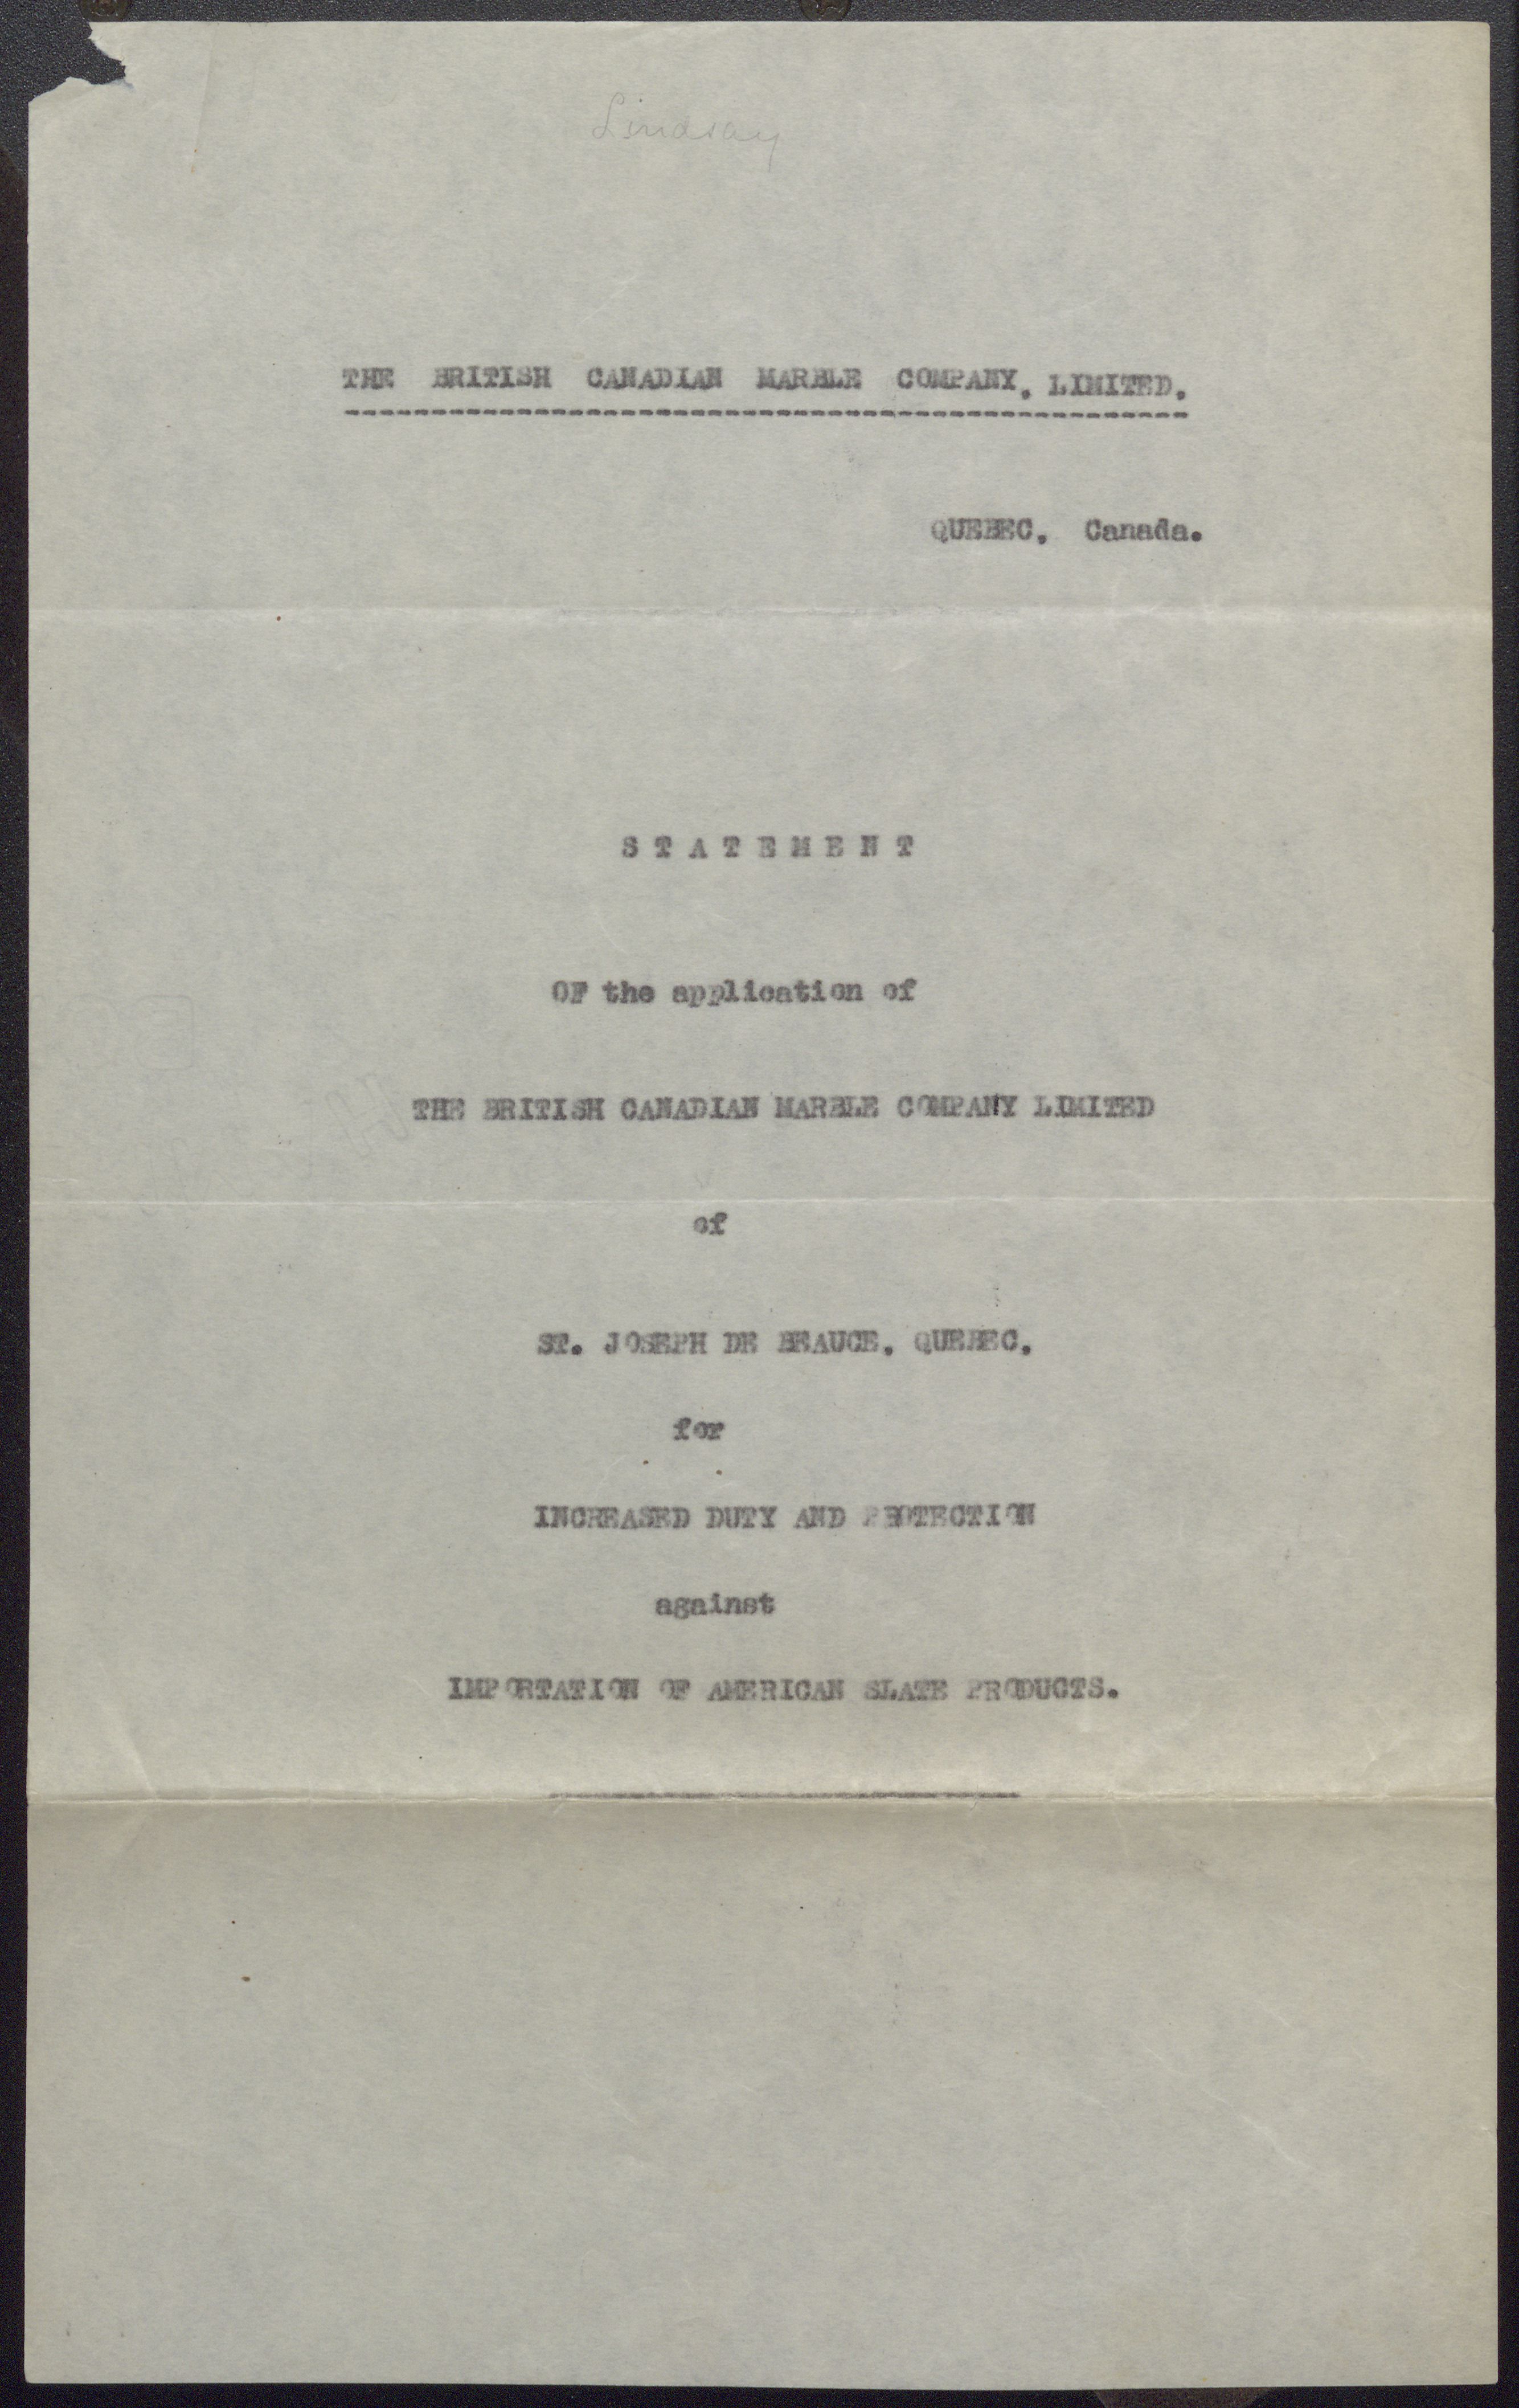 Lindsay
THE BRITISH CANADIAN MARBLE COMPANY, LIMITED,
QUEBEC, Canada.
S T A T E M E N T
OF the application of
THE BRITISH CANADIAN MARBLE COMPANY LIMITED
of
ST. JOSEPH DE BEAUCE, QUEBEC,
for
INCREASED DUTY AND PROTECTION
against
IMPORTATION OF AMERICAN SLATE PRODUCTS.